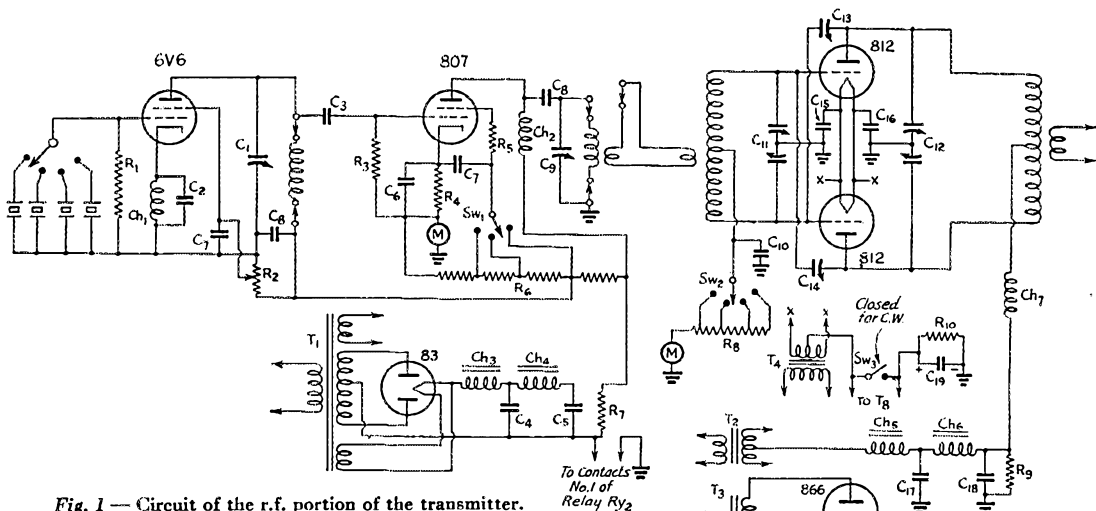 6V6
807
C13
812
C1
C3
R1
C2
Ch1
C7
C8
R2
R3
R5
C7
C6
R4
Sw1
M
R6
Ch2
C8
C9
C15
C16
C11
C12
C14
812
C10
Sw2
R8
M
Ch7
Closed
for C.W.
x
x
x
x
T4
Sw3
R10
C19
TO T8
T1
83
Ch3
Ch4
C4
C5
R7
To Contacts
No.1 of
Relay Ry2
T2
Ch5
Ch6
C17
C18
R9
T3
866
Fig. 1 — Circuit of the r.f. portion of the transmitter.